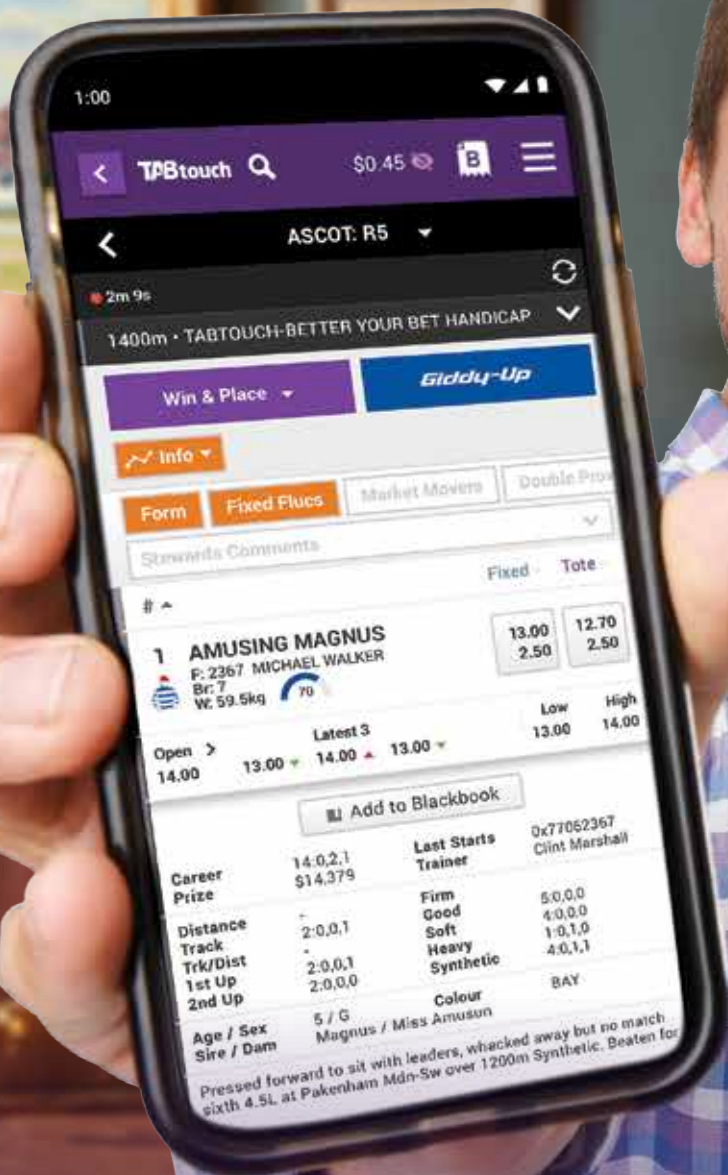 1:00
TABtouch $0.45 B
ASCOT: R5
2m 9s
1400m • TABTOUCH-BETTER YOUR BET HANDICAP
Win & Place Giddy-Up
Info
Form Fixed Flucs Market Movers Double Prov
Stewards Comments
# Fixed Tote
1 AMUSING MAGNUS 13.00 12.70
F: 2367 MICHAEL WALKER 2.50 2.50
Br: 7
W: 59.5kg 70
Open > Latest 3 Low High
14.00 13.00 14.00 13.00 13.00 14.00
Add to Blackbook
Career 14:0,2,1 Last Starts 0x77052367
Prize $14,379 Trainer Clint Marshall
Distance - Firm
Track 2:0,0,1 Good 5:0,0,0
Trk/Dist - Soft 4:0,0,0
1st Up 2:0,0,1 Heavy 1:0,1,0
2nd Up 2:0,0,0 Synthetic 4:0,1,1
Age / Sex 5 / G Colour BAY
Sire / Dam Magnus / Miss Amusun
Pressed forward to sit with leaders, whacked away but no match
sixth 4.5L at Pakenham Mdn-Sw over 1200m Synthetic. Beaten for